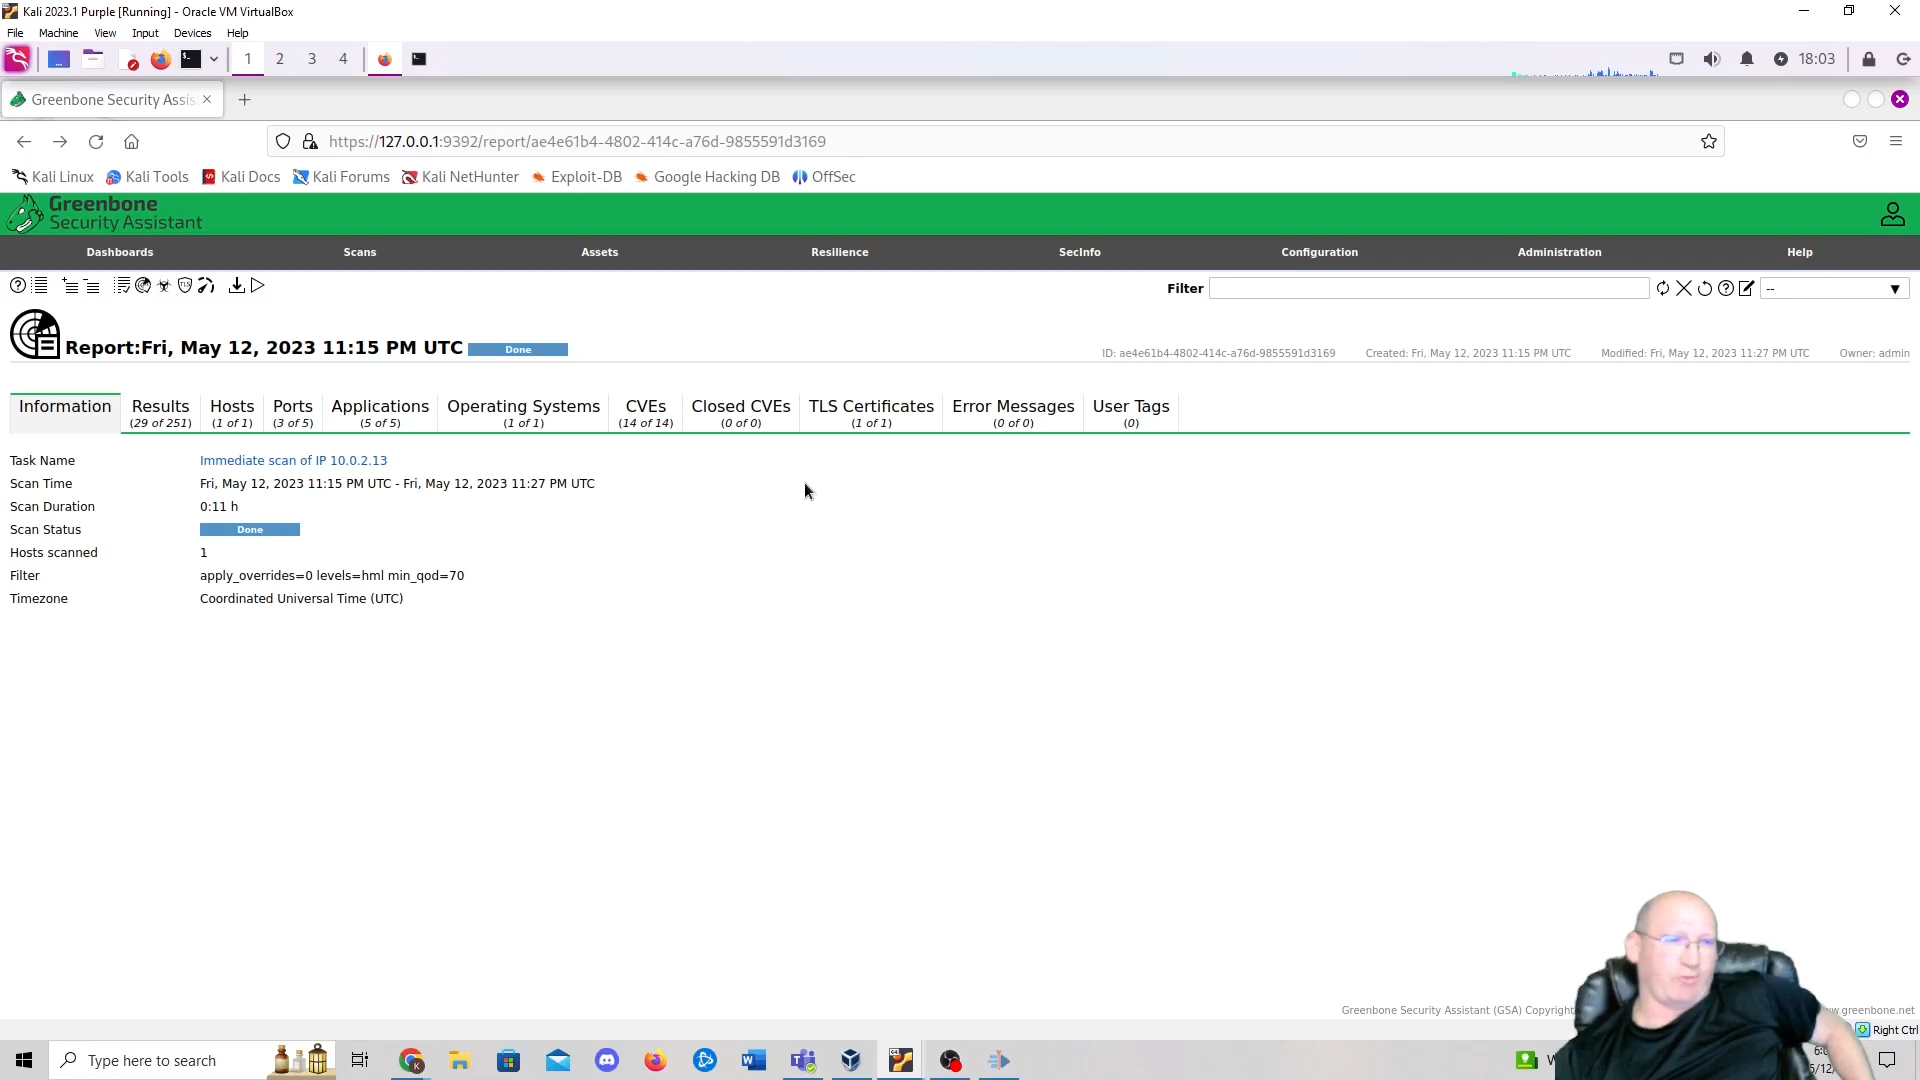 Kali 2023.1 Purple [Running] - Oracle VM VirtualBox
File Machine View Input Devices Help
1 2 3 4 18:03
Greenbone Security Assis
https://127.0.0.1:9392/report/ae4e61b4-4802-414c-a76d-9855591d3169
Kali Linux Kali Tools Kali Docs Kali Forums Kali NetHunter Exploit-DB Google Hacking DB OffSec
Greenbone
Security Assistant
Dashboards Scans Assets Resilience SecInfo Configuration Administration Help
Filter --
Report:Fri, May 12, 2023 11:15 PM UTC Done
ID: ae4e61b4-4802-414c-a76d-9855591d3169 Created: Fri, May 12, 2023 11:15 PM UTC Modified: Fri, May 12, 2023 11:27 PM UTC Owner: admin
Information Results Hosts Ports Applications Operating Systems CVEs Closed CVEs TLS Certificates Error Messages User Tags
(29 of 251) (1 of 1) (3 of 5) (5 of 5) (1 of 1) (14 of 14) (0 of 0) (1 of 1) (0 of 0) (0)
Task Name Immediate scan of IP 10.0.2.13
Scan Time Fri, May 12, 2023 11:15 PM UTC - Fri, May 12, 2023 11:27 PM UTC
Scan Duration 0:11 h
Scan Status Done
Hosts scanned 1
Filter apply_overrides=0 levels=hml min_qod=70
Timezone Coordinated Universal Time (UTC)
Greenbone Security Assistant (GSA) Copyright
w.greenbone.net
Right Ctrl
Type here to search